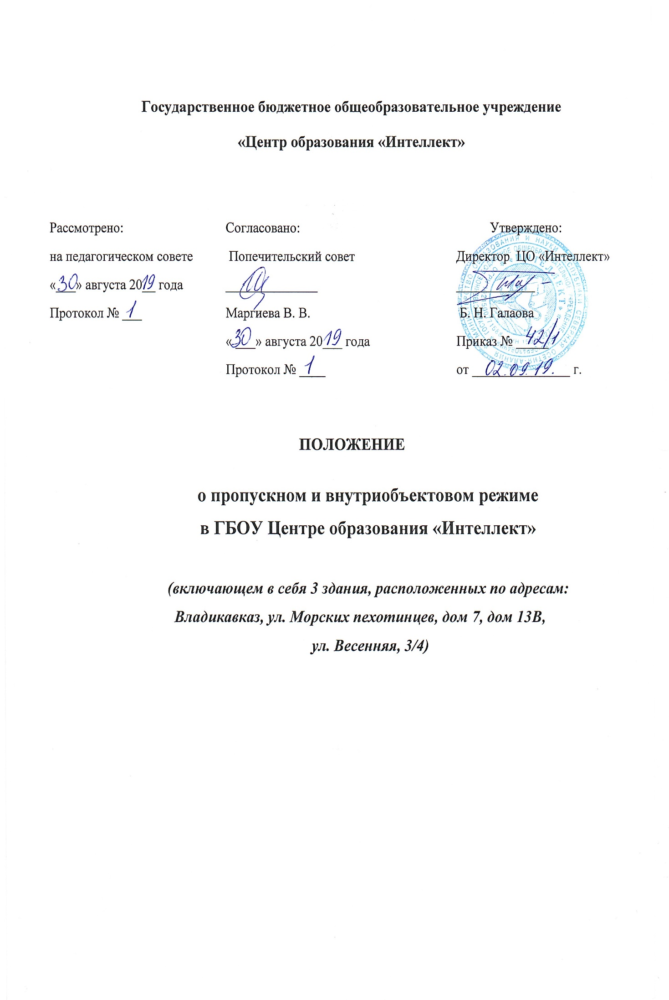 Государственное бюджетное общеобразовательное учреждение
«Центр образования «Интеллект»
Рассмотрено:
на педагогическом совете
«30» августа 2019 года
Протокол № 1
Согласовано:
Попечительский совет
Маргиева В. В.
«30» августа 2019 года
Протокол № 1
Утверждено:
Директор ЦО «Интеллект»
Б. Н. Галаова
Приказ № 42/1
от 02.09.19. г.
ПОЛОЖЕНИЕ
о пропускном и внутриобъектовом режиме
в ГБОУ Центре образования «Интеллект»
(включающем в себя 3 здания, расположенных по адресам:
Владикавказ, ул. Морских пехотинцев, дом 7, дом 13В,
ул. Весенняя, 3/4)